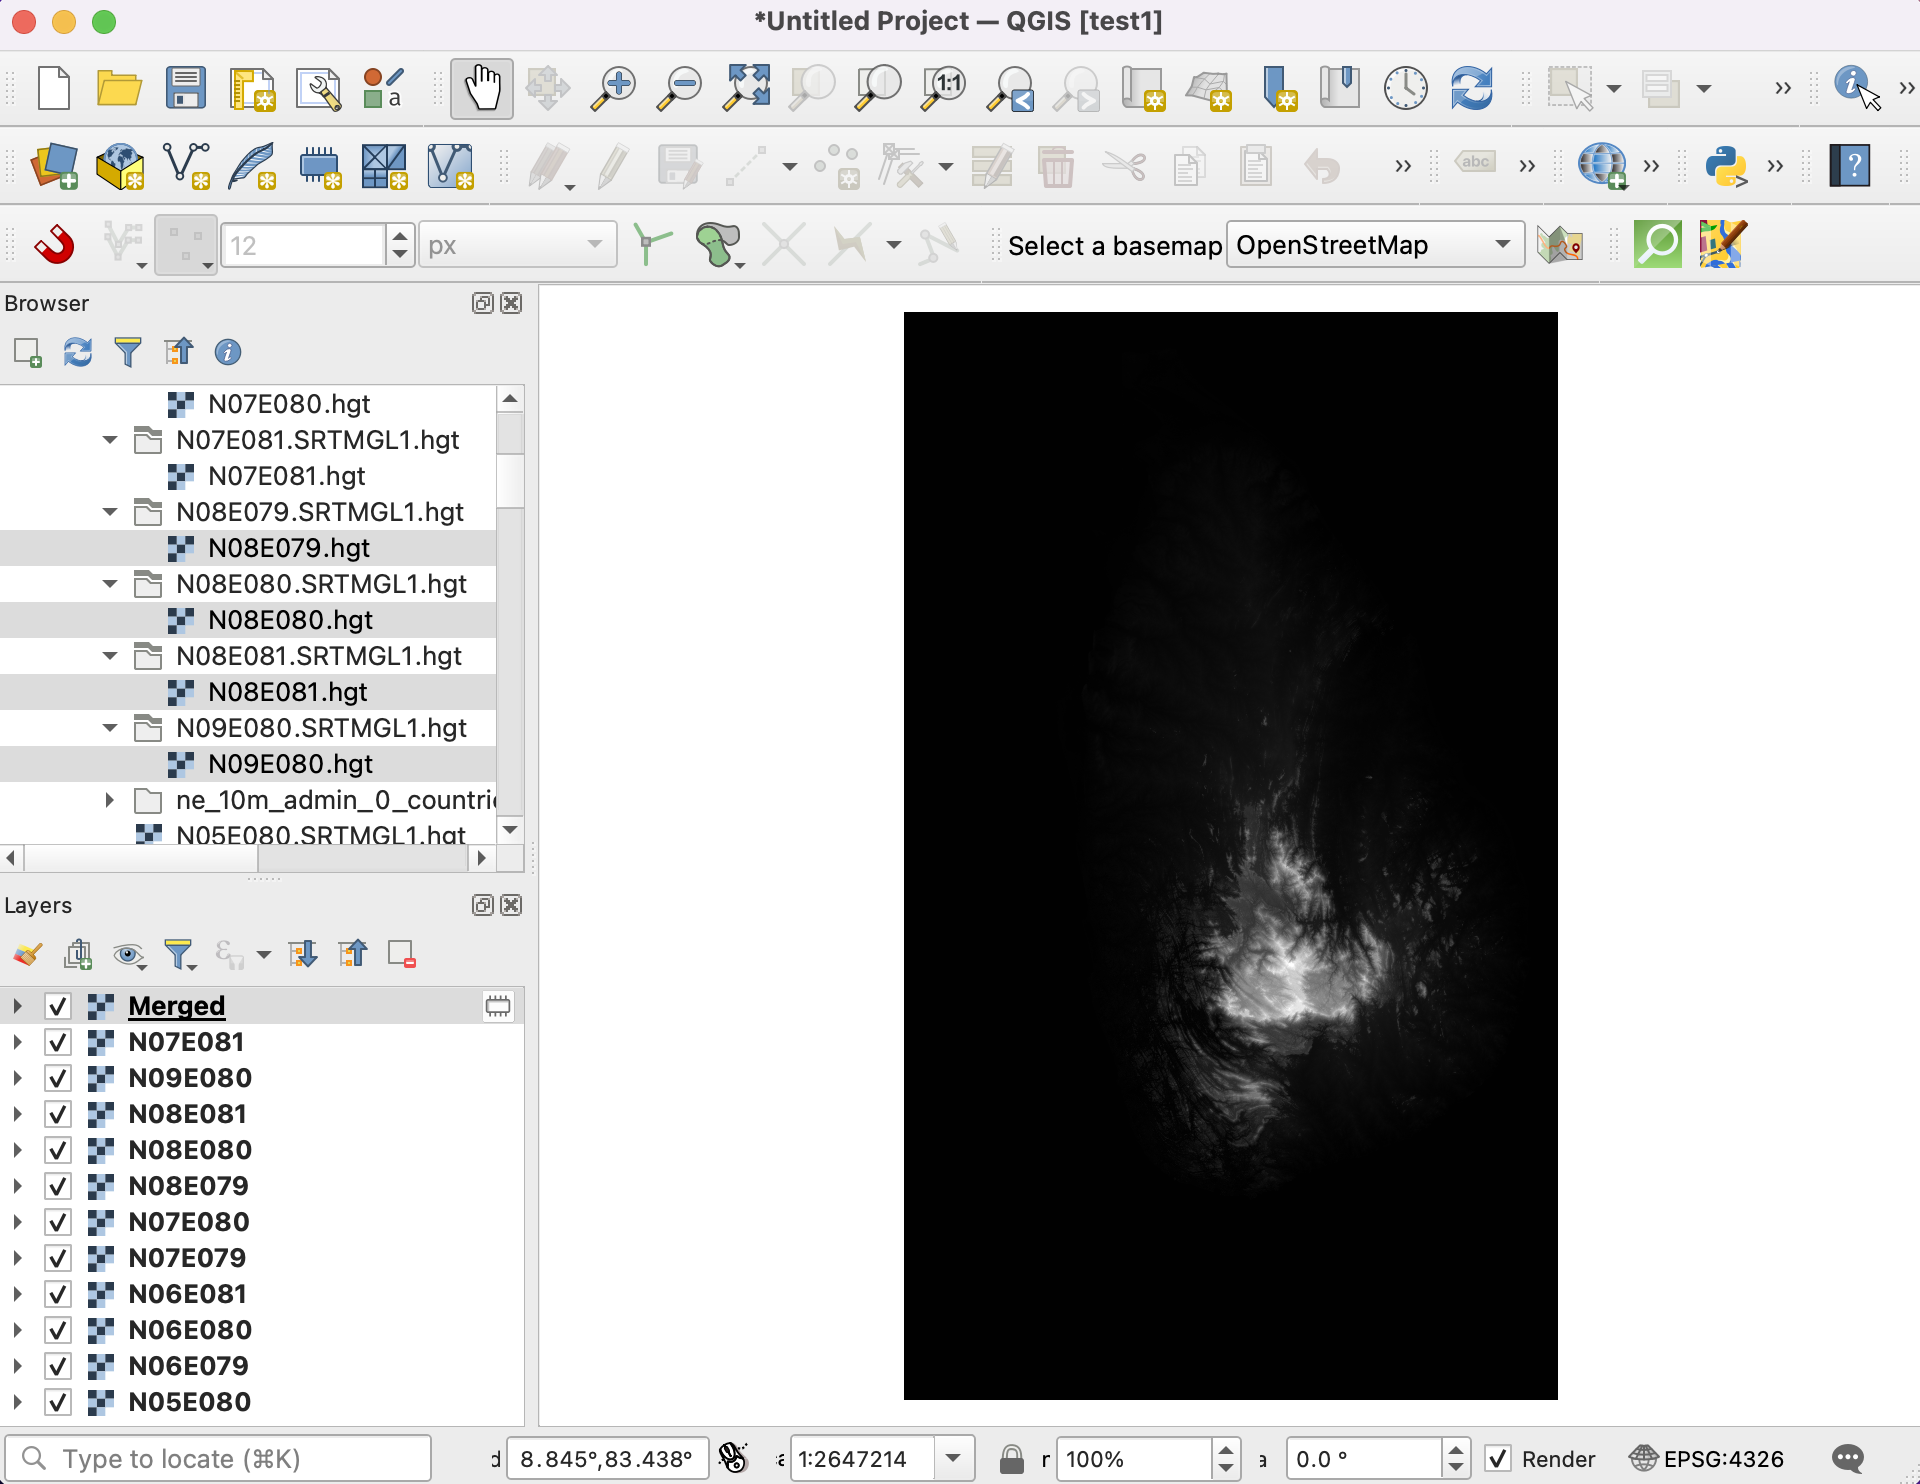 *Untitled Project — QGIS [test1]
1:1
a
abc
?
12
px
Select a basemap
OpenStreetMap
Browser
N07E080.hgt
N07E081.SRTMGL1.hgt
N07E081.hgt
N08E079.SRTMGL1.hgt
N08E079.hgt
N08E080.SRTMGL1.hgt
N08E080.hgt
N08E081.SRTMGL1.hgt
N08E081.hgt
N09E080.SRTMGL1.hgt
N09E080.hgt
ne_10m_admin_0_countri
N05E080.SRTMGL1.hgt
Layers
Merged
N07E081
N09E080
N08E081
N08E080
N08E079
N07E080
N07E079
N06E081
N06E080
N06E079
N05E080
Type to locate (⌘K)
8.845°,83.438°
1:2647214
100%
0.0 °
Render
EPSG:4326